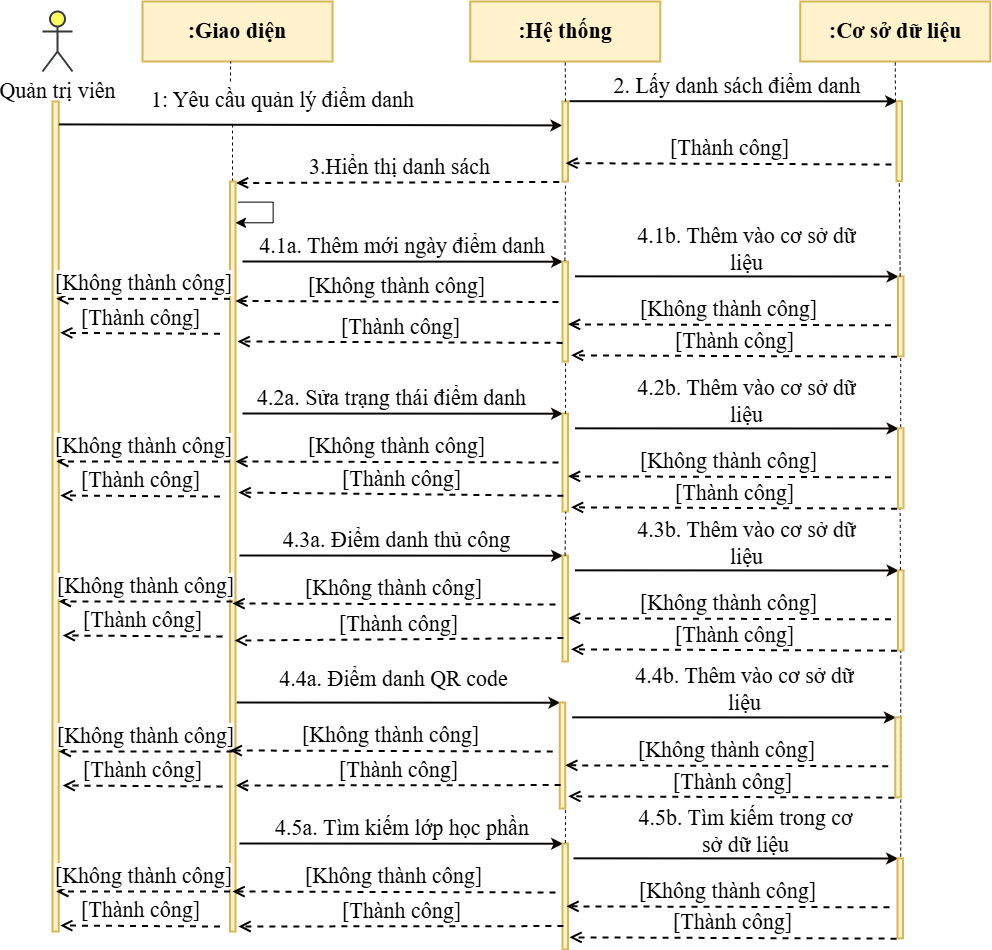 :Giao diện
:Hệ thống
:Cơ sở dữ liệu
Quản trị viên
1: Yêu cầu quản lý điểm danh
2. Lấy danh sách điểm danh
[Thành công]
3.Hiển thị danh sách
4.1a. Thêm mới ngày điểm danh
4.1b. Thêm vào cơ sở dữ
liệu
[Không thành công]
[Không thành công]
[Không thành công]
[Thành công]
[Thành công]
[Thành công]
4.2a. Sửa trạng thái điểm danh
4.2b. Thêm vào cơ sở dữ
liệu
[Không thành công]
[Không thành công]
[Không thành công]
[Thành công]
[Thành công]
[Thành công]
4.3a. Điểm danh thủ công
4.3b. Thêm vào cơ sở dữ
liệu
[Không thành công]
[Không thành công]
[Không thành công]
[Thành công]
[Thành công]
[Thành công]
4.4a. Điểm danh QR code
4.4b. Thêm vào cơ sở dữ
liệu
[Không thành công]
[Không thành công]
[Không thành công]
[Thành công]
[Thành công]
[Thành công]
4.5a. Tìm kiếm lớp học phần
4.5b. Tìm kiếm trong cơ
sở dữ liệu
[Không thành công]
[Không thành công]
[Không thành công]
[Thành công]
[Thành công]
[Thành công]